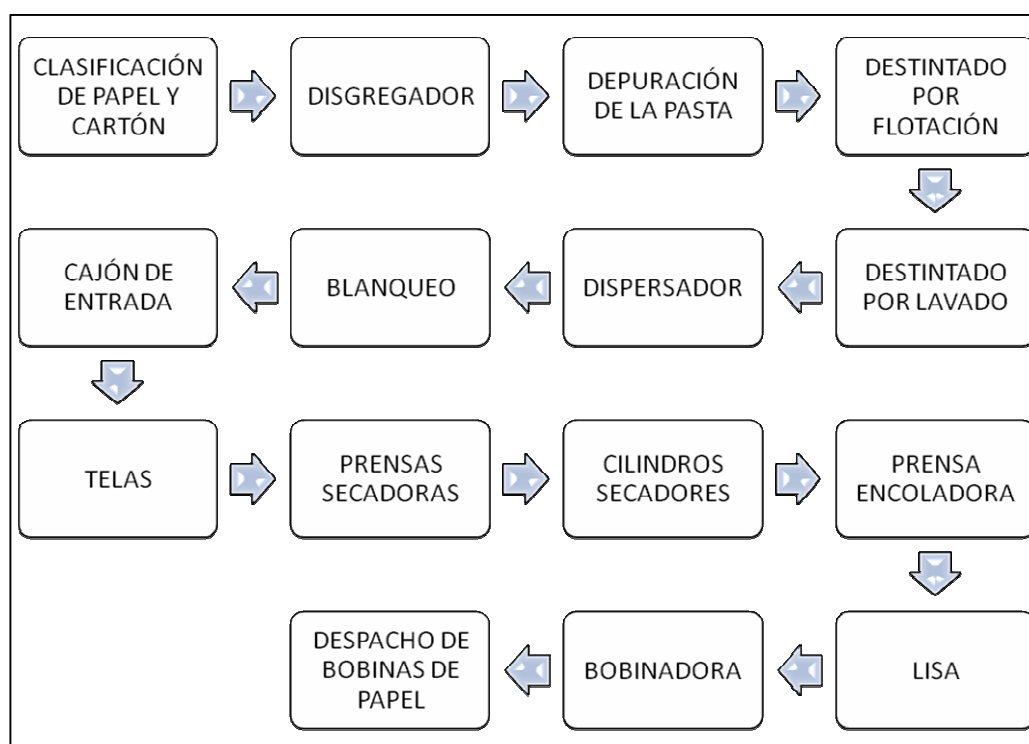 CLASIFICACIÓN
DE PAPEL Y
CARTÓN
DISGREGADOR
DEPURACIÓN
DE LA PASTA
DESTINTADO
POR
FLOTACIÓN
DESTINTADO
POR LAVADO
DISPERSADOR
BLANQUEO
CAJÓN DE
ENTRADA
TELAS
PRENSAS
SECADORAS
CILINDROS
SECADORES
PRENSA
ENCOLADORA
LISA
BOBINADORA
DESPACHO DE
BOBINAS DE
PAPEL